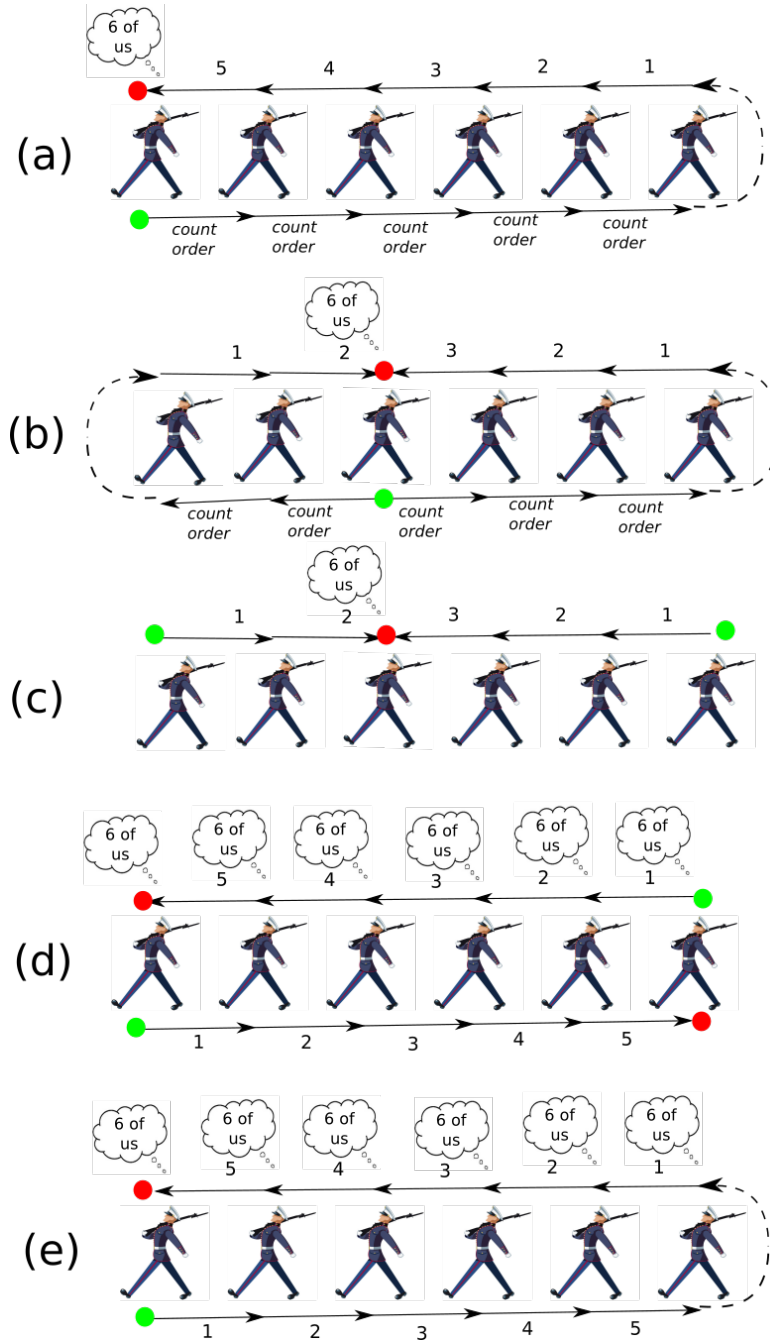 6 of
us
5 4 3 2 1
(a)
count count count count count
order order order order order
6 of
us
1 2 3 2 1
(b)
count count count count count
order order order order order
6 of
us
1 2 3 2 1
(c)
6 of 6 of 6 of 6 of 6 of 6 of
us us us us us us
5 4 3 2 1
(d)
1 2 3 4 5
6 of 6 of 6 of 6 of 6 of 6 of
us us us us us us
5 4 3 2 1
(e)
1 2 3 4 5